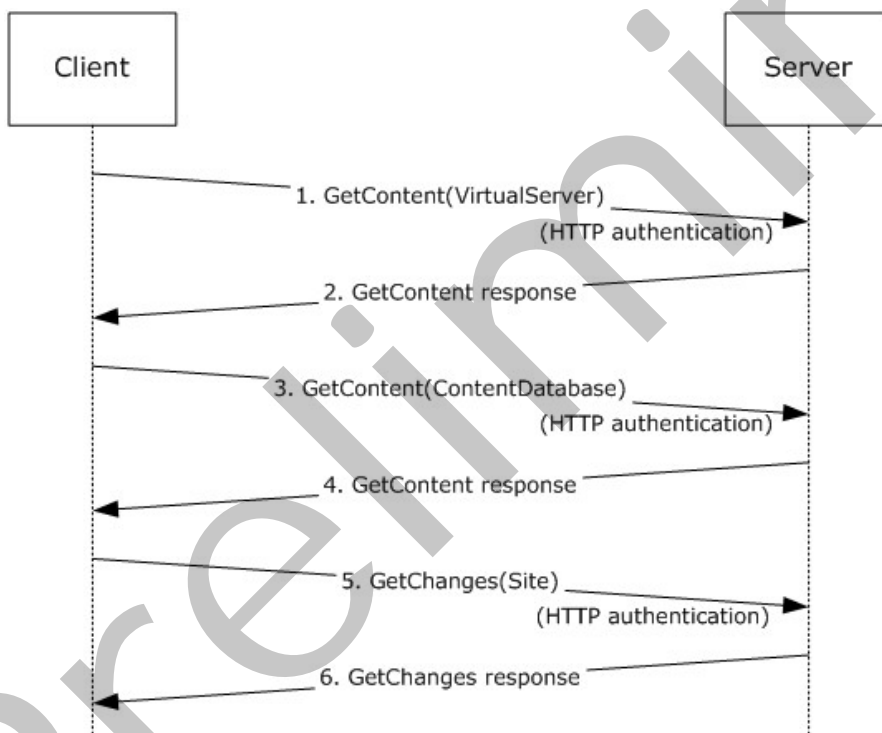 Client
Server
1. GetContent(VirtualServer)
(HTTP authentication)
2. GetContent response
3. GetContent(ContentDatabase)
(HTTP authentication)
4. GetContent response
5. GetChanges(Site)
(HTTP authentication)
6. GetChanges response
relimin